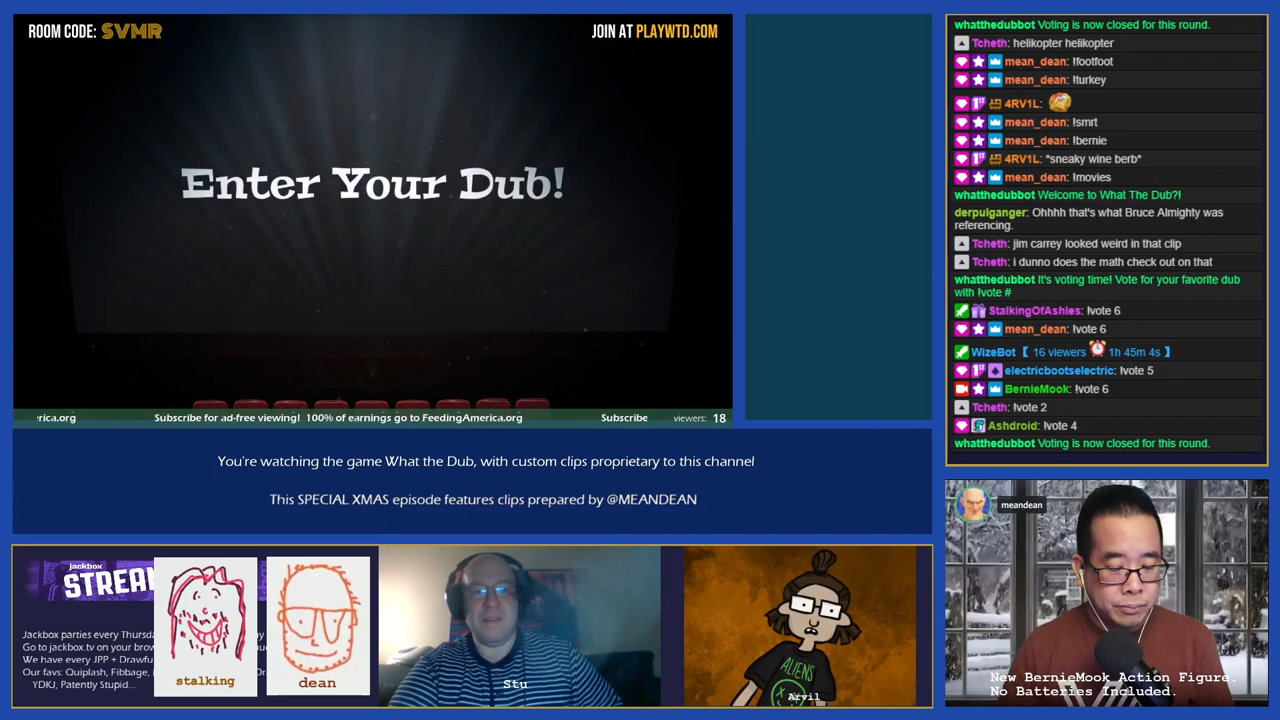 ROOM CODE: SVMR
JOIN AT PLAYWTD.COM
Enter Your Dub!
erica.org
Subscribe for ad-free viewing! 100% of earnings go to FeedingAmerica.org
Subscribe
viewers: 18
You're watching the game What the Dub, with custom clips proprietary to this channel
This SPECIAL XMAS episode features clips prepared by @MEANDEAN
jackbox
STREAM
Jackbox parties every Thursda
Go to jackbox.tv on your brow
We have every JPP + Drawfu
Our favs: Quiplash, Fibbage,
YDKJ, Patently Stupid...
stalking
dean
Stu
ALIENS
Arvil
whatthedubbot Voting is now closed for this round.
Tcheth: helikopter helikopter
mean_dean: !footfoot
mean_dean: !turkey
4RV1L:
mean_dean: !smrt
mean_dean: !bernie
4RV1L: *sneaky wine berb*
mean_dean: !movies
whatthedubbot Welcome to What The Dub?!
derpulganger: Ohhhh that's what Bruce Almighty was
referencing.
Tcheth: jim carrey looked weird in that clip
Tcheth: i dunno does the math check out on that
whatthedubbot It's voting time! Vote for your favorite dub
with !vote #
StalkingOfAshles: !vote 6
mean_dean: !vote 6
WizeBot 【 16 viewers 1h 45m 4s 】
electricbootselectric: !vote 5
BernieMook: !vote 6
Tcheth: !vote 2
Ashdroid: !vote 4
whatthedubbot Voting is now closed for this round.
meandean
New BernieMook Action Figure.
No Batteries Included.